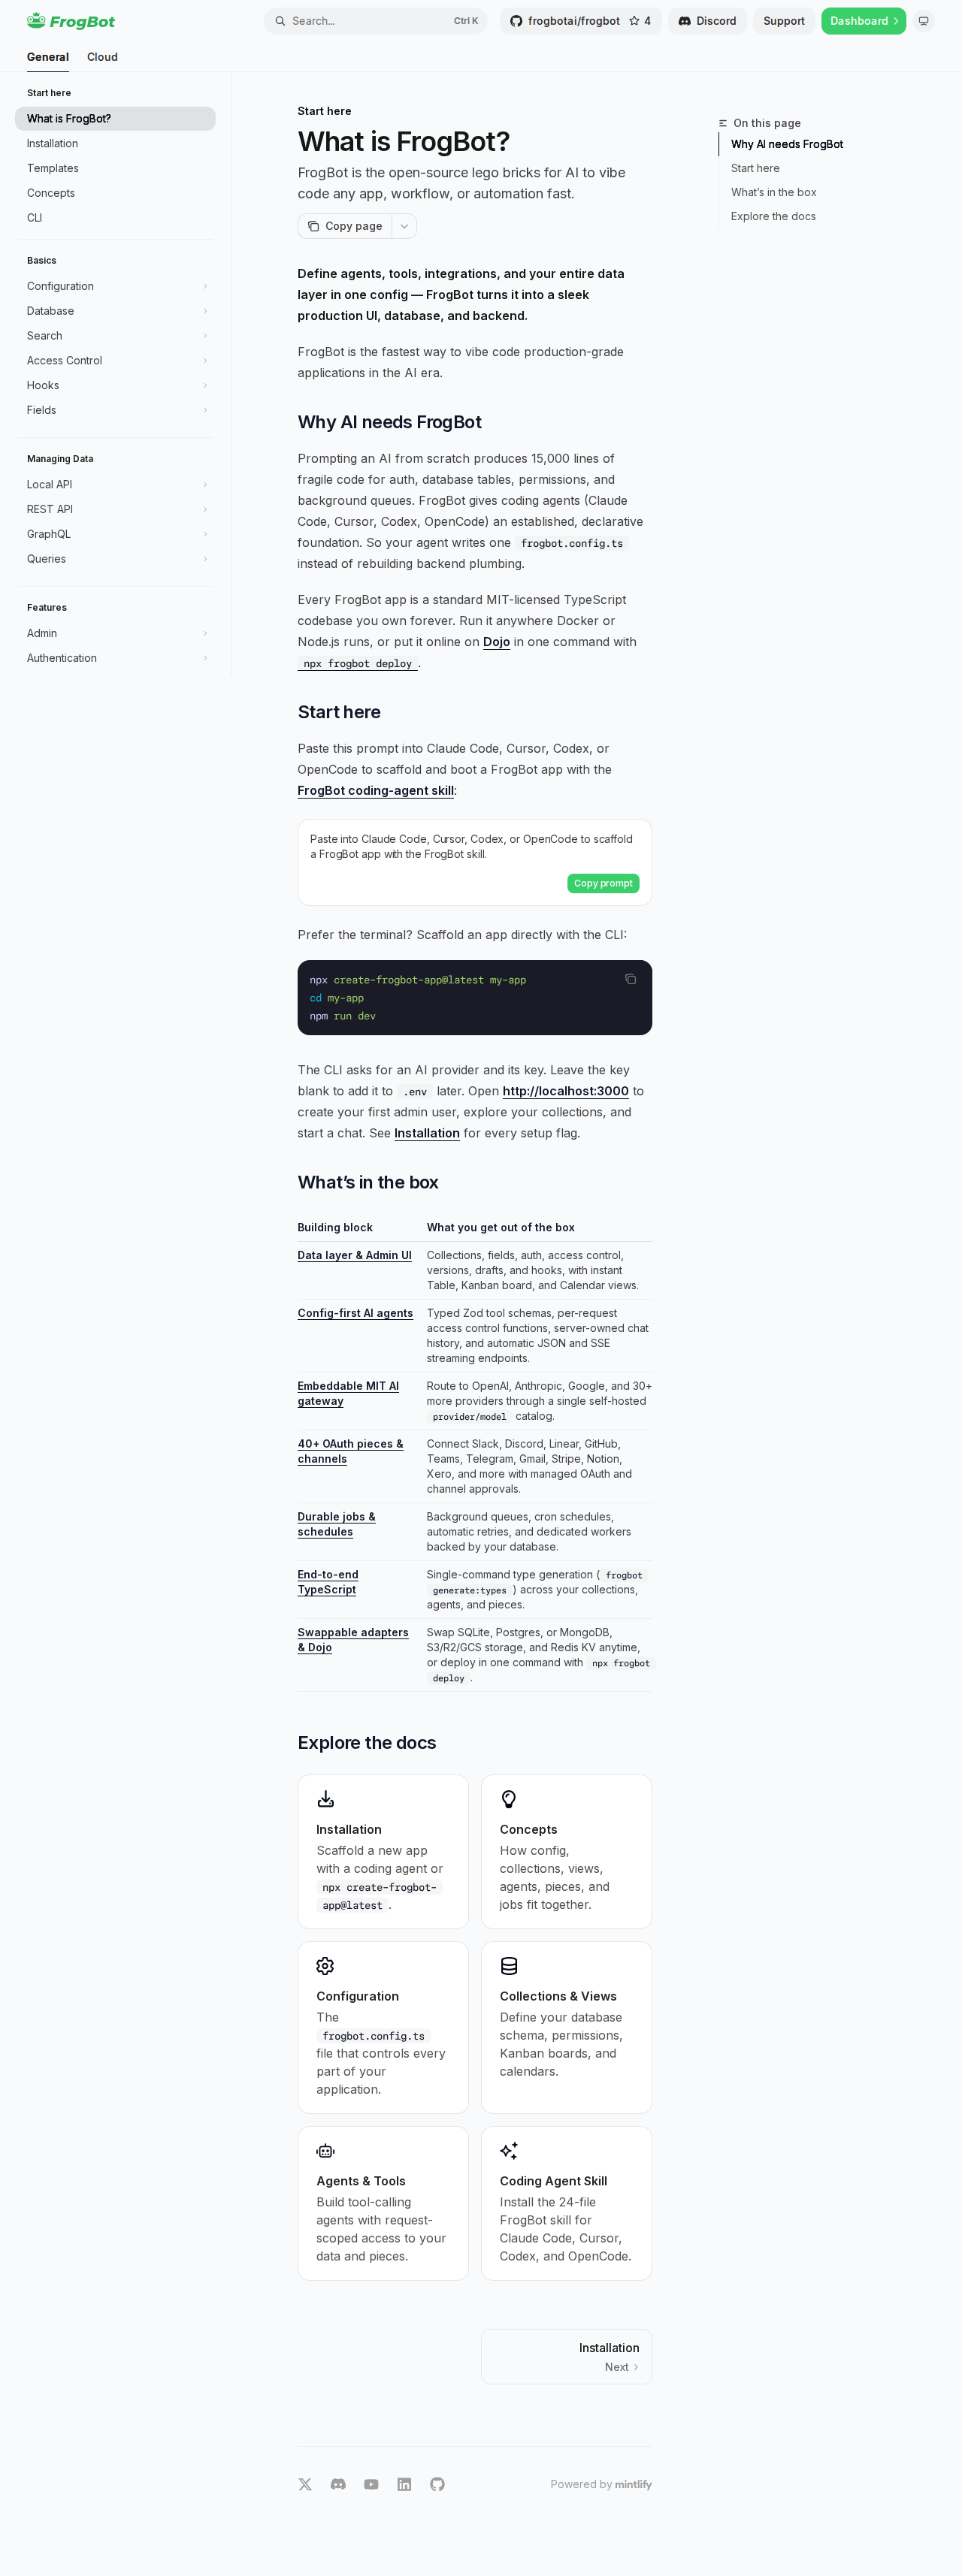 FrogBot
Search...
Ctrl K
frogbotai/frogbot
4
Discord
Support
Dashboard
General
Cloud
Start here
What is FrogBot?
Installation
Templates
Concepts
CLI
Basics
Configuration
Database
Search
Access Control
Hooks
Fields
Managing Data
Local API
REST API
GraphQL
Queries
Features
Admin
Authentication
Start here
What is FrogBot?
FrogBot is the open-source lego bricks for AI to vibe
code any app, workflow, or automation fast.
Copy page
Define agents, tools, integrations, and your entire data
layer in one config — FrogBot turns it into a sleek
production UI, database, and backend.
FrogBot is the fastest way to vibe code production-grade
applications in the AI era.
Why AI needs FrogBot
Prompting an AI from scratch produces 15,000 lines of
fragile code for auth, database tables, permissions, and
background queues. FrogBot gives coding agents (Claude
Code, Cursor, Codex, OpenCode) an established, declarative
foundation. So your agent writes one frogbot.config.ts
instead of rebuilding backend plumbing.
Every FrogBot app is a standard MIT-licensed TypeScript
codebase you own forever. Run it anywhere Docker or
Node.js runs, or put it online on Dojo in one command with
npx frogbot deploy.
Start here
Paste this prompt into Claude Code, Cursor, Codex, or
OpenCode to scaffold and boot a FrogBot app with the
FrogBot coding-agent skill:
Paste into Claude Code, Cursor, Codex, or OpenCode to scaffold
a FrogBot app with the FrogBot skill.
Copy prompt
Prefer the terminal? Scaffold an app directly with the CLI:
npx create-frogbot-app@latest my-app
cd my-app
npm run dev
The CLI asks for an AI provider and its key. Leave the key
blank to add it to .env later. Open http://localhost:3000 to
create your first admin user, explore your collections, and
start a chat. See Installation for every setup flag.
What’s in the box
Building block
What you get out of the box
Data layer & Admin UI
Collections, fields, auth, access control,
versions, drafts, and hooks, with instant
Table, Kanban board, and Calendar views.
Config-first AI agents
Typed Zod tool schemas, per-request
access control functions, server-owned chat
history, and automatic JSON and SSE
streaming endpoints.
Embeddable MIT AI
gateway
Route to OpenAI, Anthropic, Google, and 30+
more providers through a single self-hosted
provider/model catalog.
40+ OAuth pieces &
channels
Connect Slack, Discord, Linear, GitHub,
Teams, Telegram, Gmail, Stripe, Notion,
Xero, and more with managed OAuth and
channel approvals.
Durable jobs &
schedules
Background queues, cron schedules,
automatic retries, and dedicated workers
backed by your database.
End-to-end
TypeScript
Single-command type generation ( frogbot
generate:types ) across your collections,
agents, and pieces.
Swappable adapters
& Dojo
Swap SQLite, Postgres, or MongoDB,
S3/R2/GCS storage, and Redis KV anytime,
or deploy in one command with npx frogbot
deploy .
Explore the docs
Installation
Scaffold a new app
with a coding agent or
npx create-frogbot-
app@latest .
Concepts
How config,
collections, views,
agents, pieces, and
jobs fit together.
Configuration
The
frogbot.config.ts
file that controls every
part of your
application.
Collections & Views
Define your database
schema, permissions,
Kanban boards, and
calendars.
Agents & Tools
Build tool-calling
agents with request-
scoped access to your
data and pieces.
Coding Agent Skill
Install the 24-file
FrogBot skill for
Claude Code, Cursor,
Codex, and OpenCode.
Installation
Next
Powered by mintlify
On this page
Why AI needs FrogBot
Start here
What’s in the box
Explore the docs